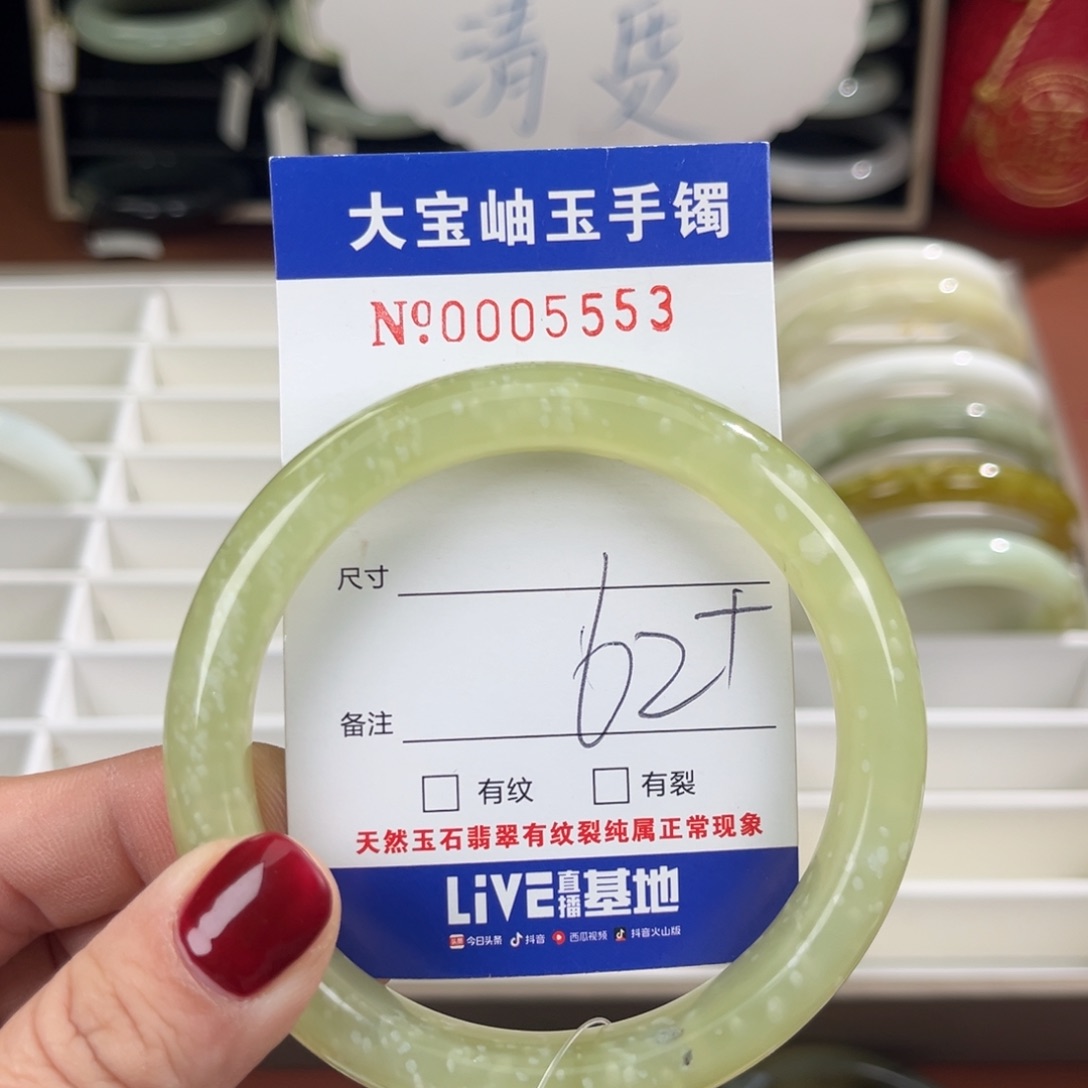 大宝岫玉手镯
Nº0005553
尺寸
62+
备注
有纹 有裂
天然玉石翡翠有纹裂纯属正常现象
LiVE直播基地
今日头条 抖音 西瓜视频 抖音火山版